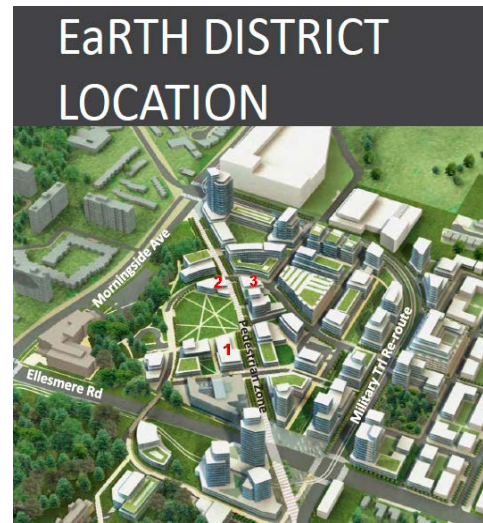 EaRTH DISTRICT
LOCATION
Morningside Ave
2
3
1
Pedestrian Zone
Ellesmere Rd
Military Trl Re-route